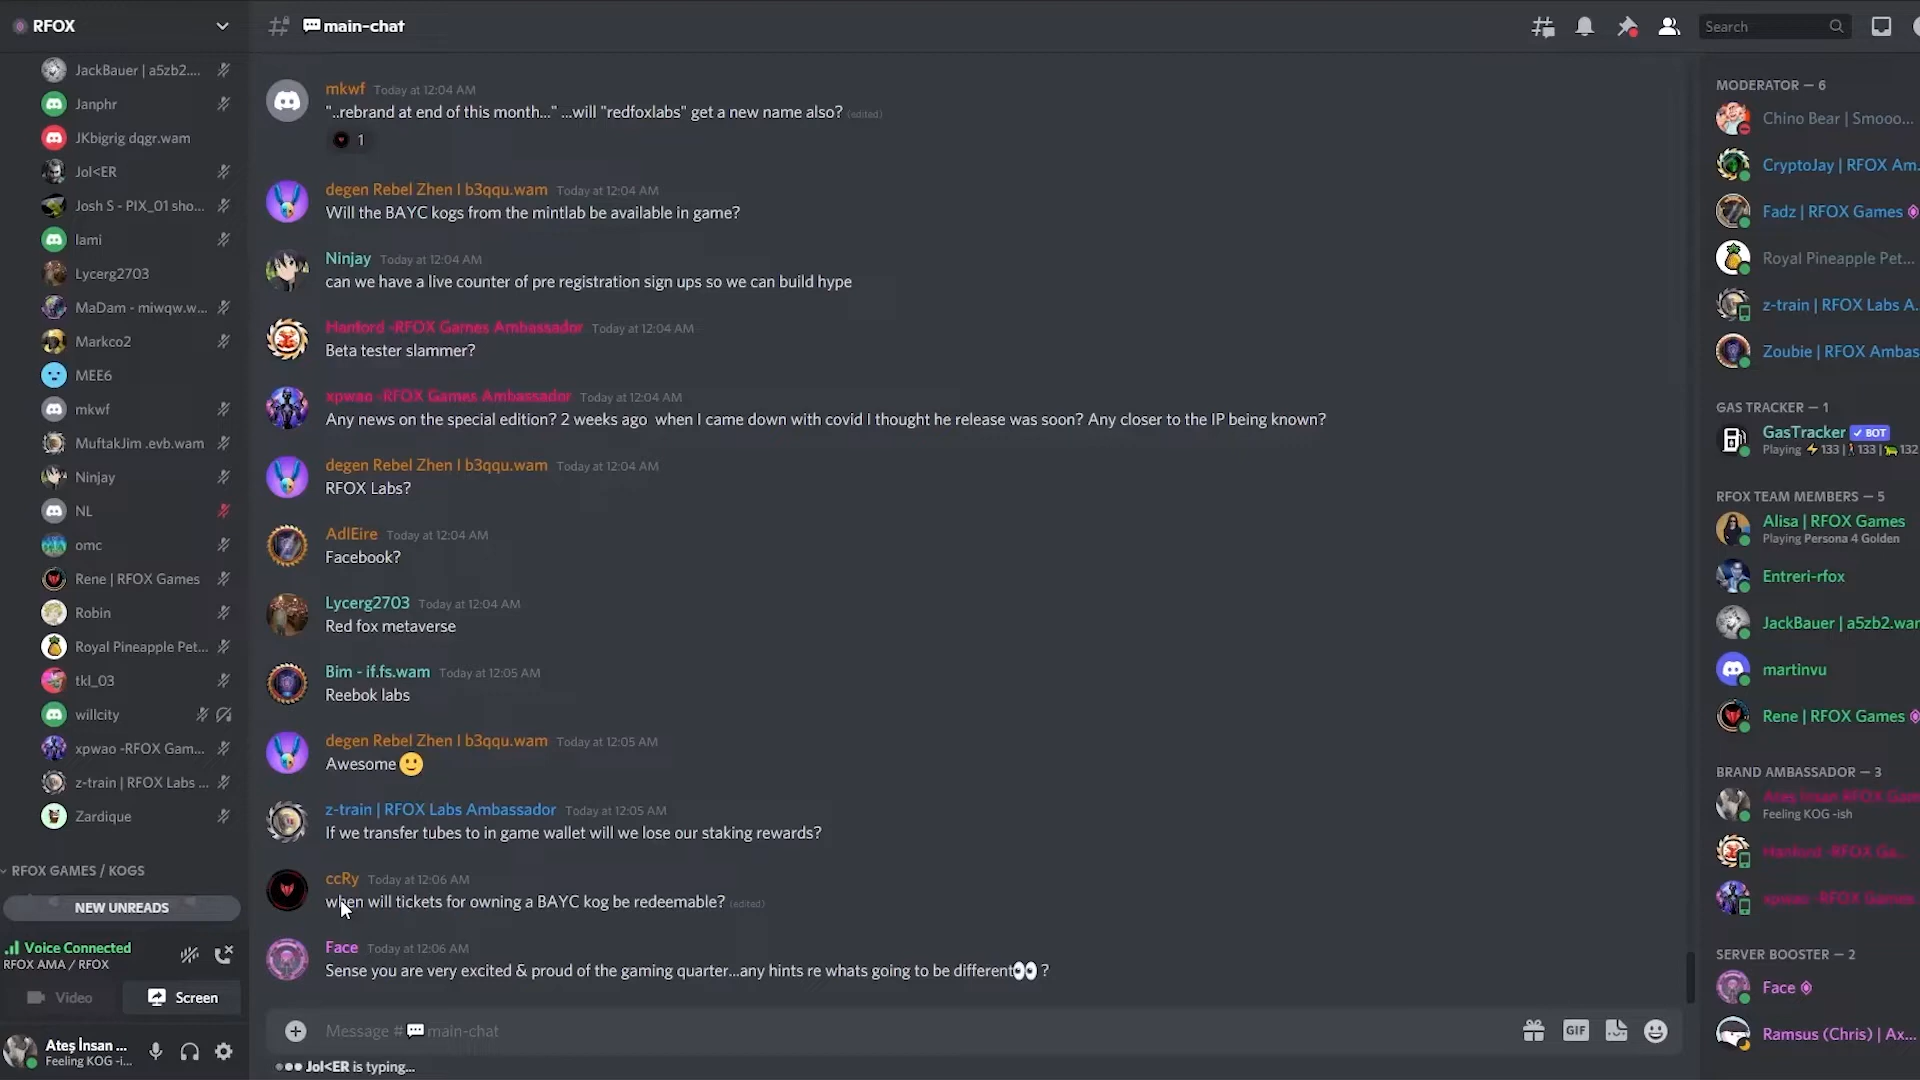 RFOX
main-chat
Search
JackBauer | a5zb2....
Janphr
JKbigrig dqgr.wam
Jol<ER
Josh S - PIX_01 sho...
lami
Lycerg2703
MaDam - miwqw.w...
Markco2
MEE6
mkwf
MuftakJim .evb.wam
Ninjay
NL
omc
Rene | RFOX Games
Robin
Royal Pineapple Pet...
tkl_03
willcity
xpwao -RFOX Gam...
z-train | RFOX Labs ...
Zardique
RFOX GAMES / KOGS
NEW UNREADS
Voice Connected
RFOX AMA / RFOX
Video
Screen
Ateş İnsan ...
Feeling KOG -i...
mkwf Today at 12:04 AM
"..rebrand at end of this month..." ...will "redfoxlabs" get a new name also? (edited)
1
degen Rebel Zhen l b3qqu.wam Today at 12:04 AM
Will the BAYC kogs from the mintlab be available in game?
Ninjay Today at 12:04 AM
can we have a live counter of pre registration sign ups so we can build hype
Hanford -RFOX Games Ambassador Today at 12:04 AM
Beta tester slammer?
xpwao -RFOX Games Ambassador Today at 12:04 AM
Any news on the special edition? 2 weeks ago when I came down with covid I thought he release was soon? Any closer to the IP being known?
degen Rebel Zhen l b3qqu.wam Today at 12:04 AM
RFOX Labs?
AdlEire Today at 12:04 AM
Facebook?
Lycerg2703 Today at 12:04 AM
Red fox metaverse
Bim - if.fs.wam Today at 12:05 AM
Reebok labs
degen Rebel Zhen l b3qqu.wam Today at 12:05 AM
Awesome 🙂
z-train | RFOX Labs Ambassador Today at 12:05 AM
If we transfer tubes to in game wallet will we lose our staking rewards?
ccRy Today at 12:06 AM
when will tickets for owning a BAYC kog be redeemable? (edited)
Face Today at 12:06 AM
Sense you are very excited & proud of the gaming quarter...any hints re whats going to be different👀 ?
Message # 💬 main-chat
GIF
Jol<ER is typing...
MODERATOR — 6
Chino Bear | Smooo...
CryptoJay | RFOX Am.
Fadz | RFOX Games
Royal Pineapple Pet...
z-train | RFOX Labs A.
Zoubie | RFOX Ambas
GAS TRACKER — 1
GasTracker ✓ BOT
Playing ⚡133 | 🚶133 | 🐢132
RFOX TEAM MEMBERS — 5
Alisa | RFOX Games
Playing Persona 4 Golden
Entreri-rfox
JackBauer | a5zb2.war
martinvu
Rene | RFOX Games
BRAND AMBASSADOR — 3
Ateş İnsan RFOX Gam
Feeling KOG -ish
Hanford -RFOX Ga...
xpwao -RFOX Games
SERVER BOOSTER — 2
Face
Ramsus (Chris) | Ax...